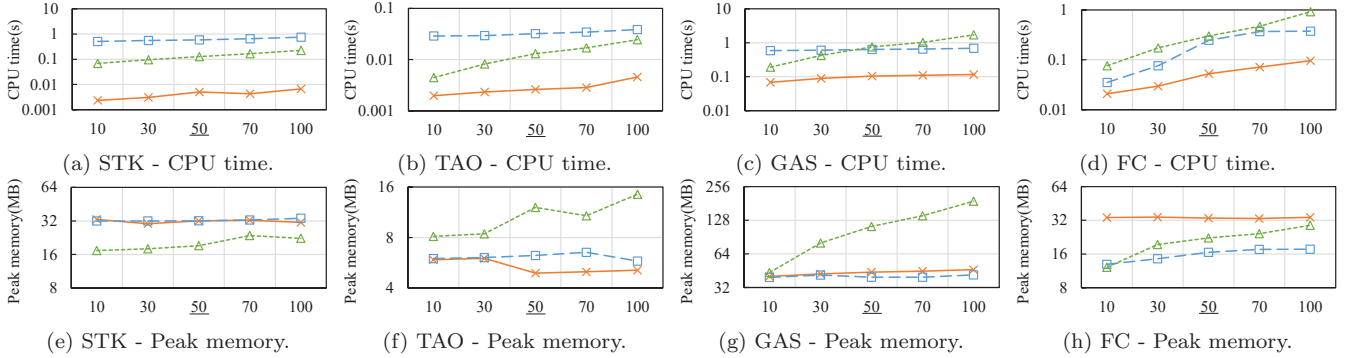 CPU time(s)
10
1
0.1
0.01
0.001
10 30 50 70 100
(a) STK - CPU time.
CPU time(s)
0.1
0.01
0.001
10 30 50 70 100
(b) TAO - CPU time.
CPU time(s)
10
1
0.1
0.01
10 30 50 70 100
(c) GAS - CPU time.
CPU time(s)
1
0.1
0.01
10 30 50 70 100
(d) FC - CPU time.
Peak memory(MB)
64
32
16
8
10 30 50 70 100
(e) STK - Peak memory.
Peak memory(MB)
16
8
4
10 30 50 70 100
(f) TAO - Peak memory.
Peak memory(MB)
256
128
64
32
10 30 50 70 100
(g) GAS - Peak memory.
Peak memory(MB)
64
32
16
8
10 30 50 70 100
(h) FC - Peak memory.